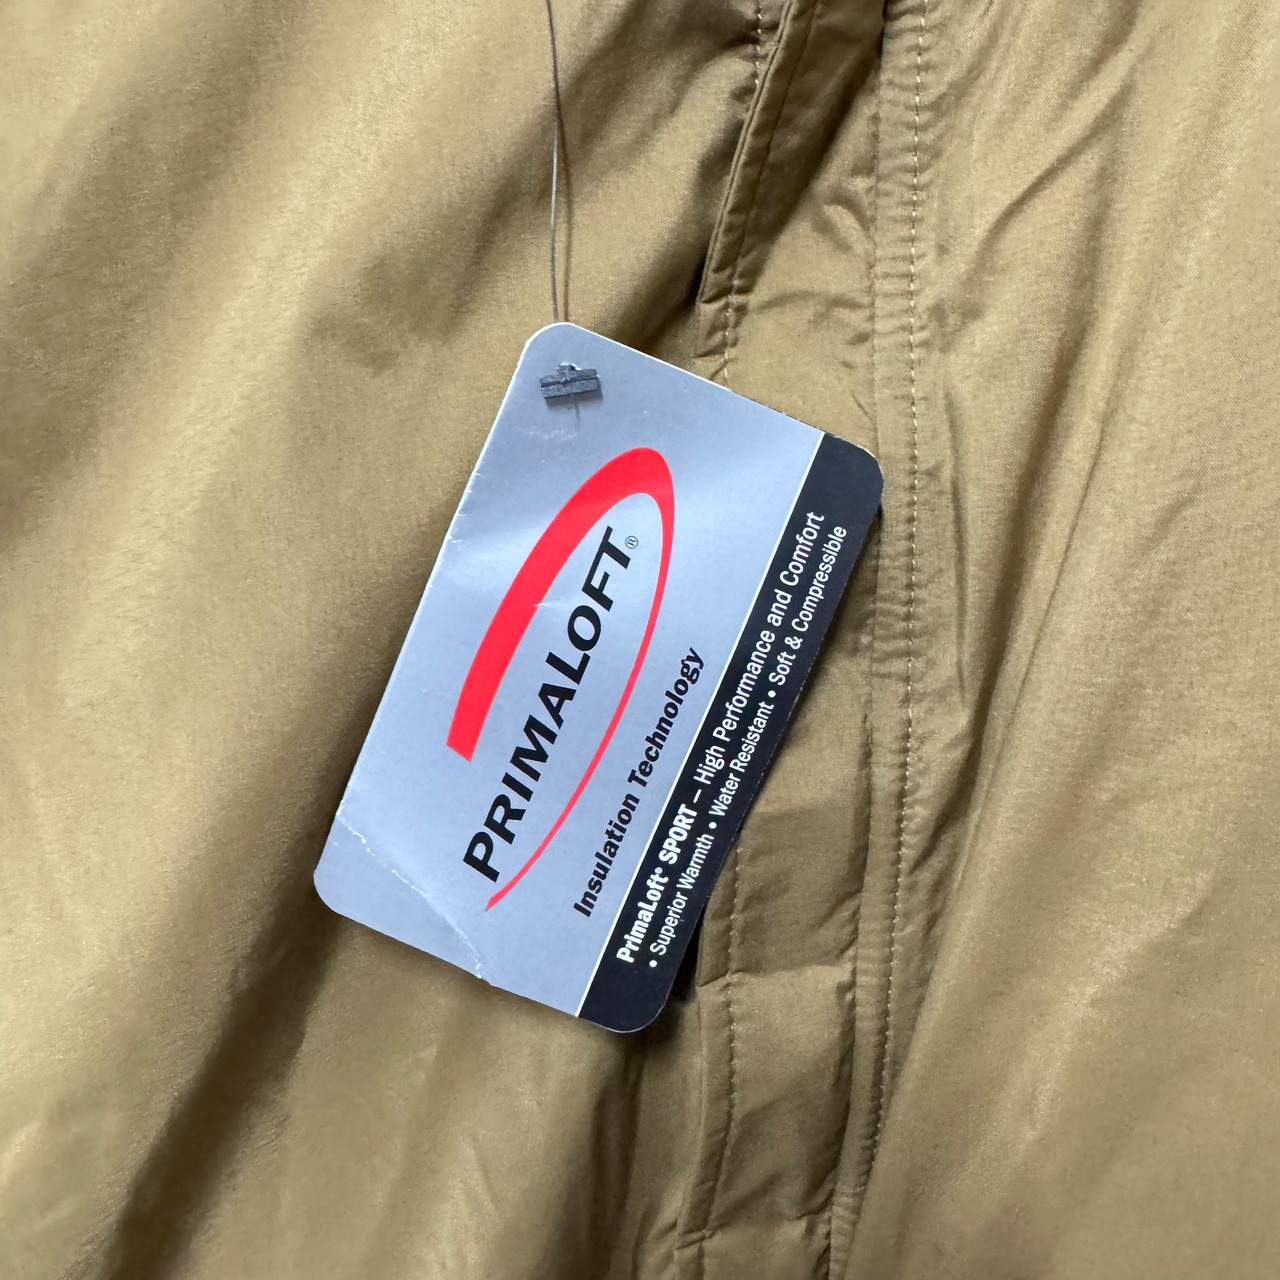 PRIMALOFT®
Insulation Technology
PrimaLoft® SPORT – High Performance and Comfort
• Superior Warmth • Water Resistant • Soft & Compressible